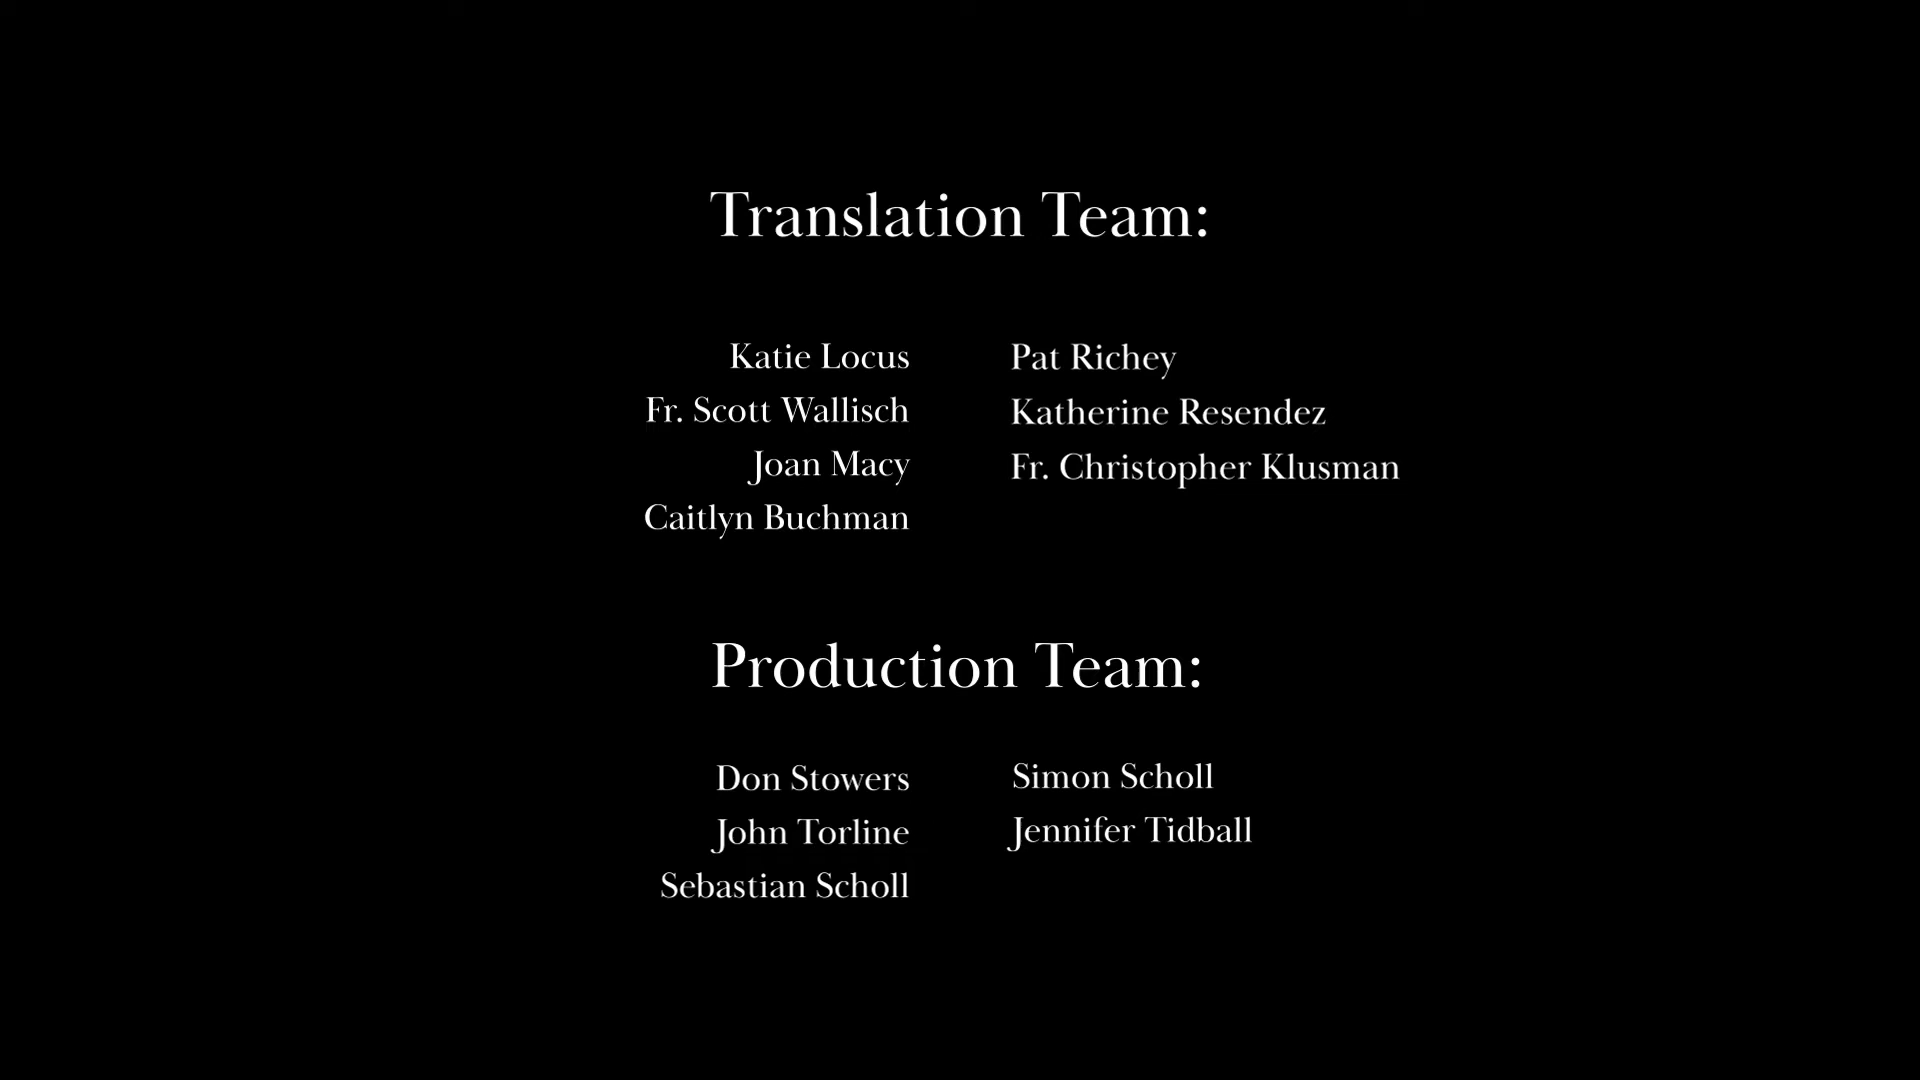 Translation Team:
Katie Locus
Fr. Scott Wallisch
Joan Macy
Caitlyn Buchman
Pat Richey
Katherine Resendez
Fr. Christopher Klusman
Production Team:
Don Stowers
John Torline
Sebastian Scholl
Simon Scholl
Jennifer Tidball